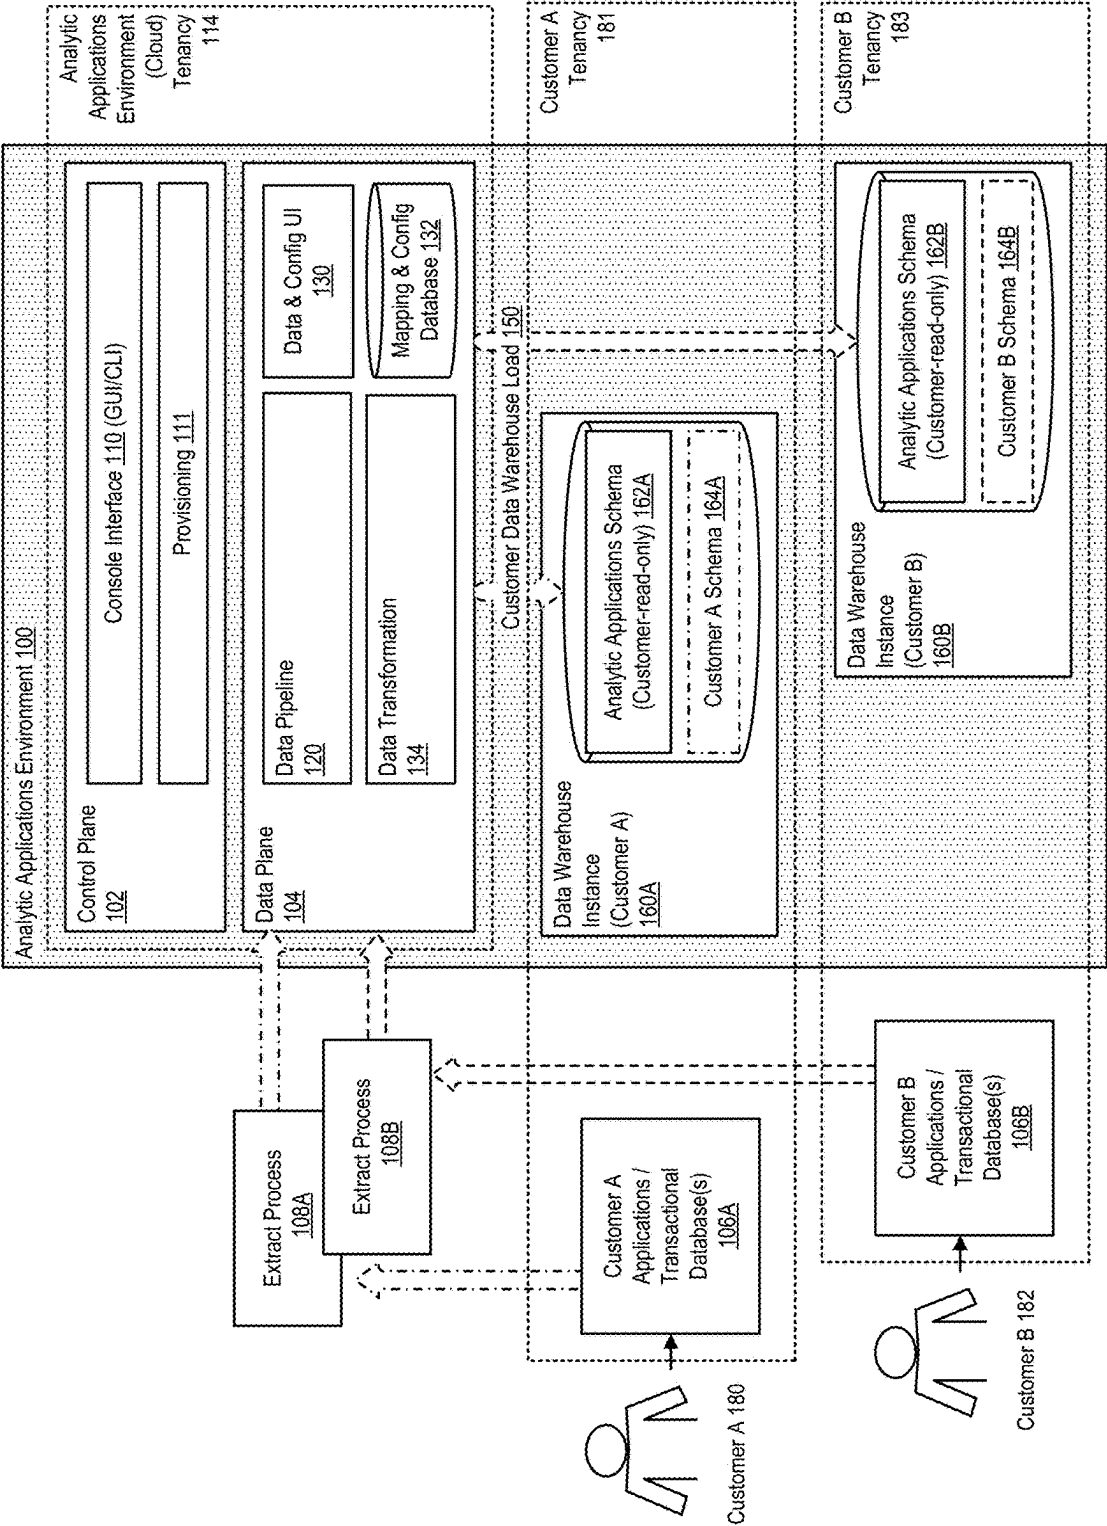 Analytic Applications Environment 100
Analytic
Applications
Environment
(Cloud)
Tenancy
114
Control Plane
102
Console Interface 110 (GUI/CLI)
Provisioning 111
Data Plane
104
Data Pipeline
120
Data & Config UI
130
Data Transformation
134
Mapping & Config
Database 132
Extract Process
108A
Extract Process
108B
Customer Data Warehouse Load 150
Customer A
Tenancy
181
Customer A 180
Customer A
Applications /
Transactional
Database(s)
106A
Data Warehouse
Instance
(Customer A)
160A
Analytic Applications Schema
(Customer-read-only) 162A
Customer A Schema 164A
Customer B
Tenancy
183
Customer B 182
Customer B
Applications /
Transactional
Database(s)
106B
Data Warehouse
Instance
(Customer B)
160B
Analytic Applications Schema
(Customer-read-only) 162B
Customer B Schema 164B